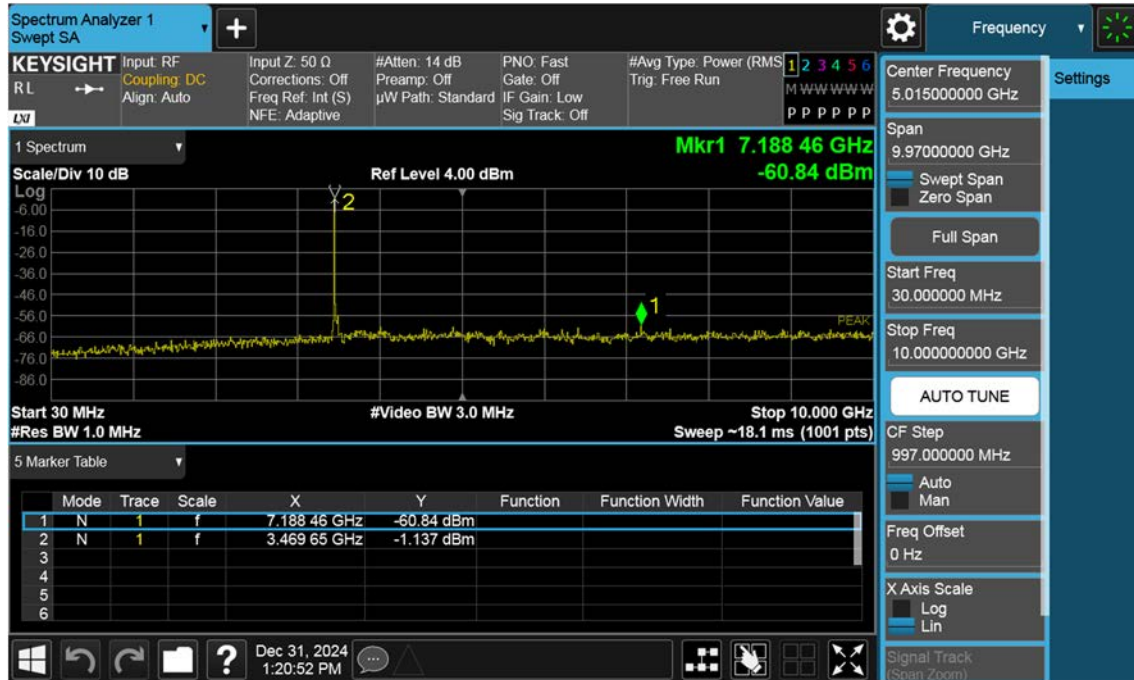 Spectrum Analyzer 1
Swept SA
Frequency
KEYSIGHT
RL
LXI
Input: RF
Coupling: DC
Align: Auto
Input Z: 50 Ω
Corrections: Off
Freq Ref: Int (S)
NFE: Adaptive
#Atten: 14 dB
Preamp: Off
µW Path: Standard
PNO: Fast
Gate: Off
IF Gain: Low
Sig Track: Off
#Avg Type: Power (RMS
Trig: Free Run
1 2 3 4 5 6
M W W W W W
P P P P P P
1 Spectrum
Scale/Div 10 dB
Ref Level 4.00 dBm
Mkr1 7.188 46 GHz
-60.84 dBm
Log
-6.00
-16.0
-26.0
-36.0
-46.0
-56.0
-66.0
-76.0
-86.0
2
1
PEAK
Start 30 MHz
#Video BW 3.0 MHz
Stop 10.000 GHz
#Res BW 1.0 MHz
Sweep ~18.1 ms (1001 pts)
5 Marker Table
Mode Trace Scale X Y Function Function Width Function Value
1 N 1 f 7.188 46 GHz -60.84 dBm
2 N 1 f 3.469 65 GHz -1.137 dBm
3
4
5
6
Dec 31, 2024
1:20:52 PM
Center Frequency
5.015000000 GHz
Settings
Span
9.97000000 GHz
Swept Span
Zero Span
Full Span
Start Freq
30.000000 MHz
Stop Freq
10.000000000 GHz
AUTO TUNE
CF Step
997.000000 MHz
Auto
Man
Freq Offset
0 Hz
X Axis Scale
Log
Lin
Signal Track
(Span Zoom)